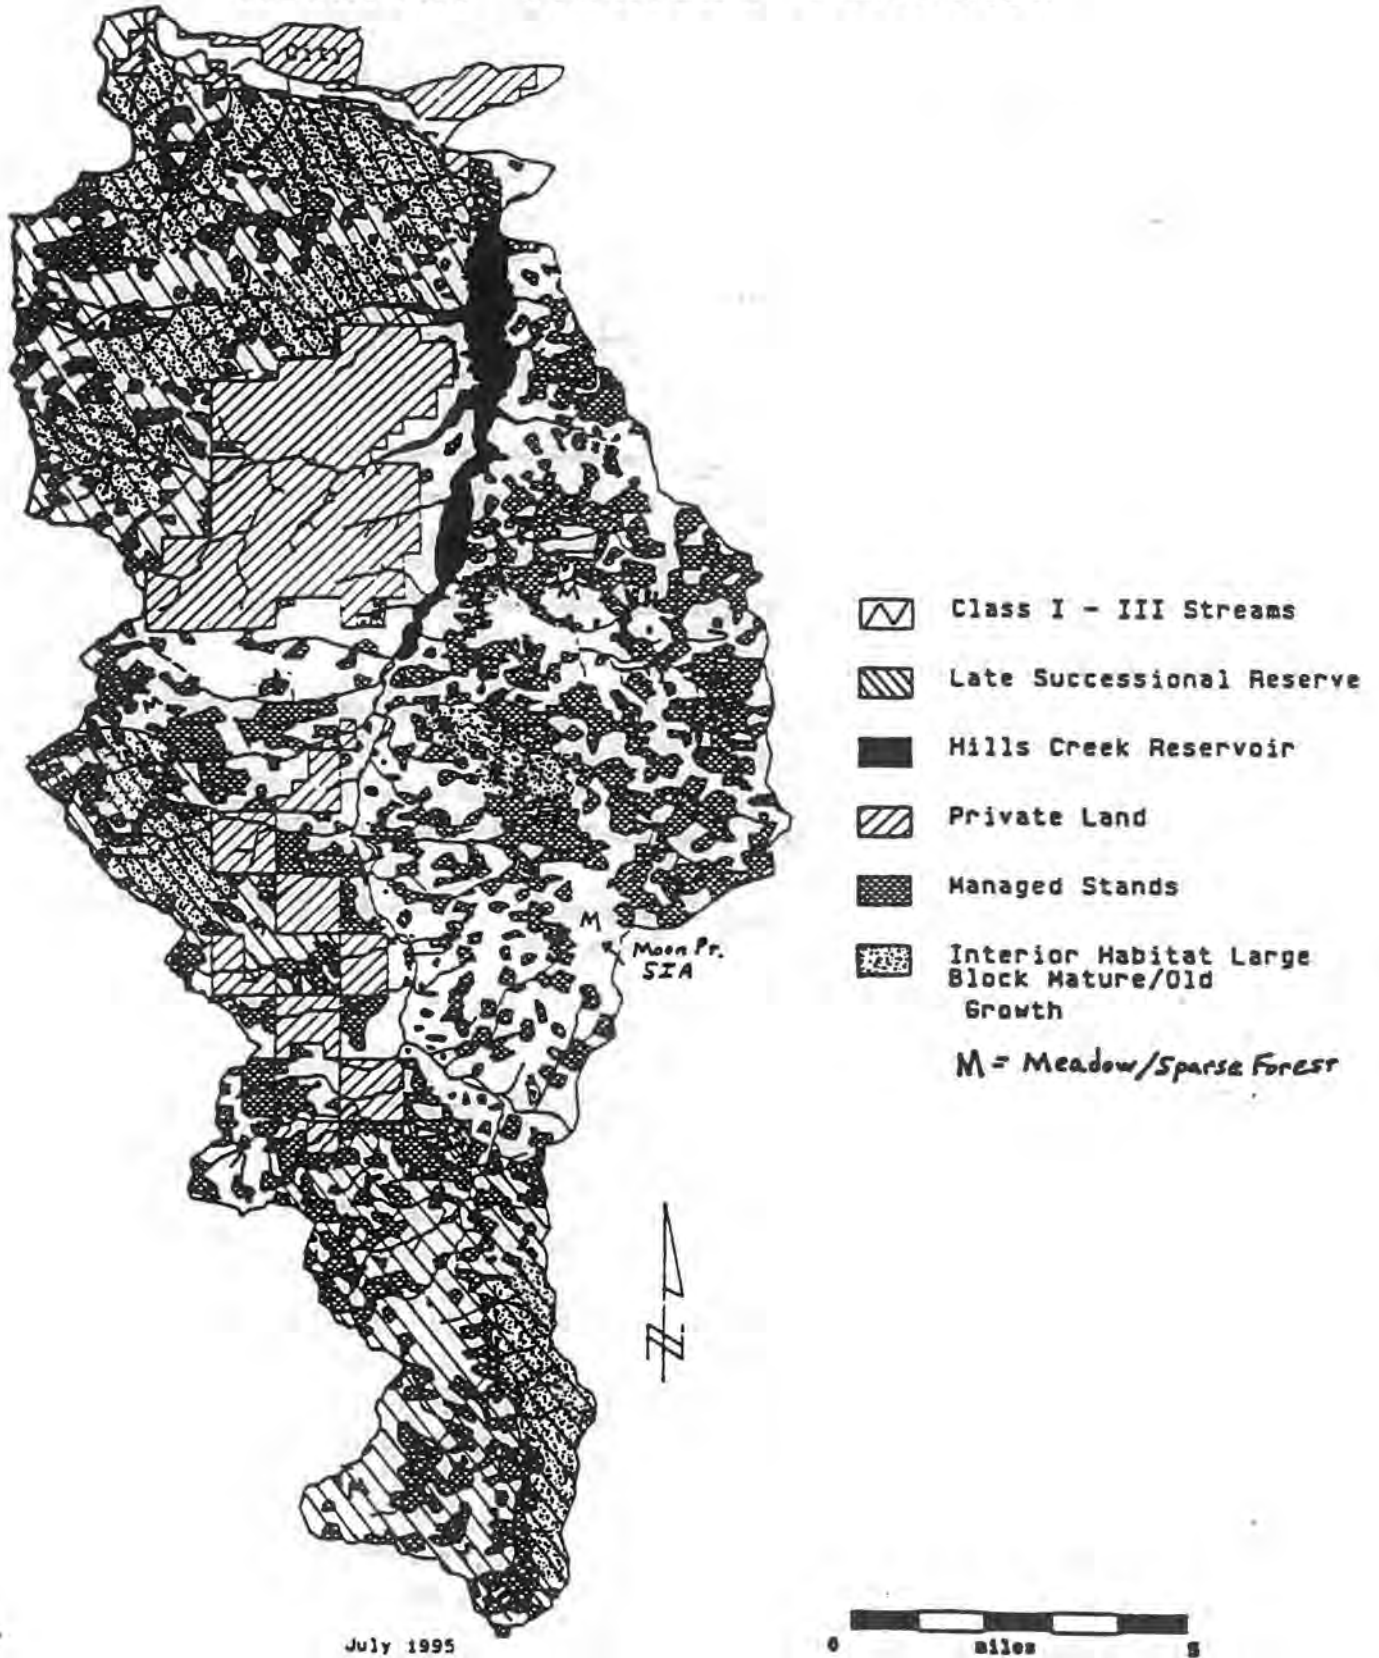 M
M
M
Moon Pt.
SIA
Class I - III Streams
Late Successional Reserve
Hills Creek Reservoir
Private Land
Managed Stands
Interior Habitat Large
Block Mature/Old
Growth
M = Meadow/Sparse Forest
N
July 1995
0 miles 5